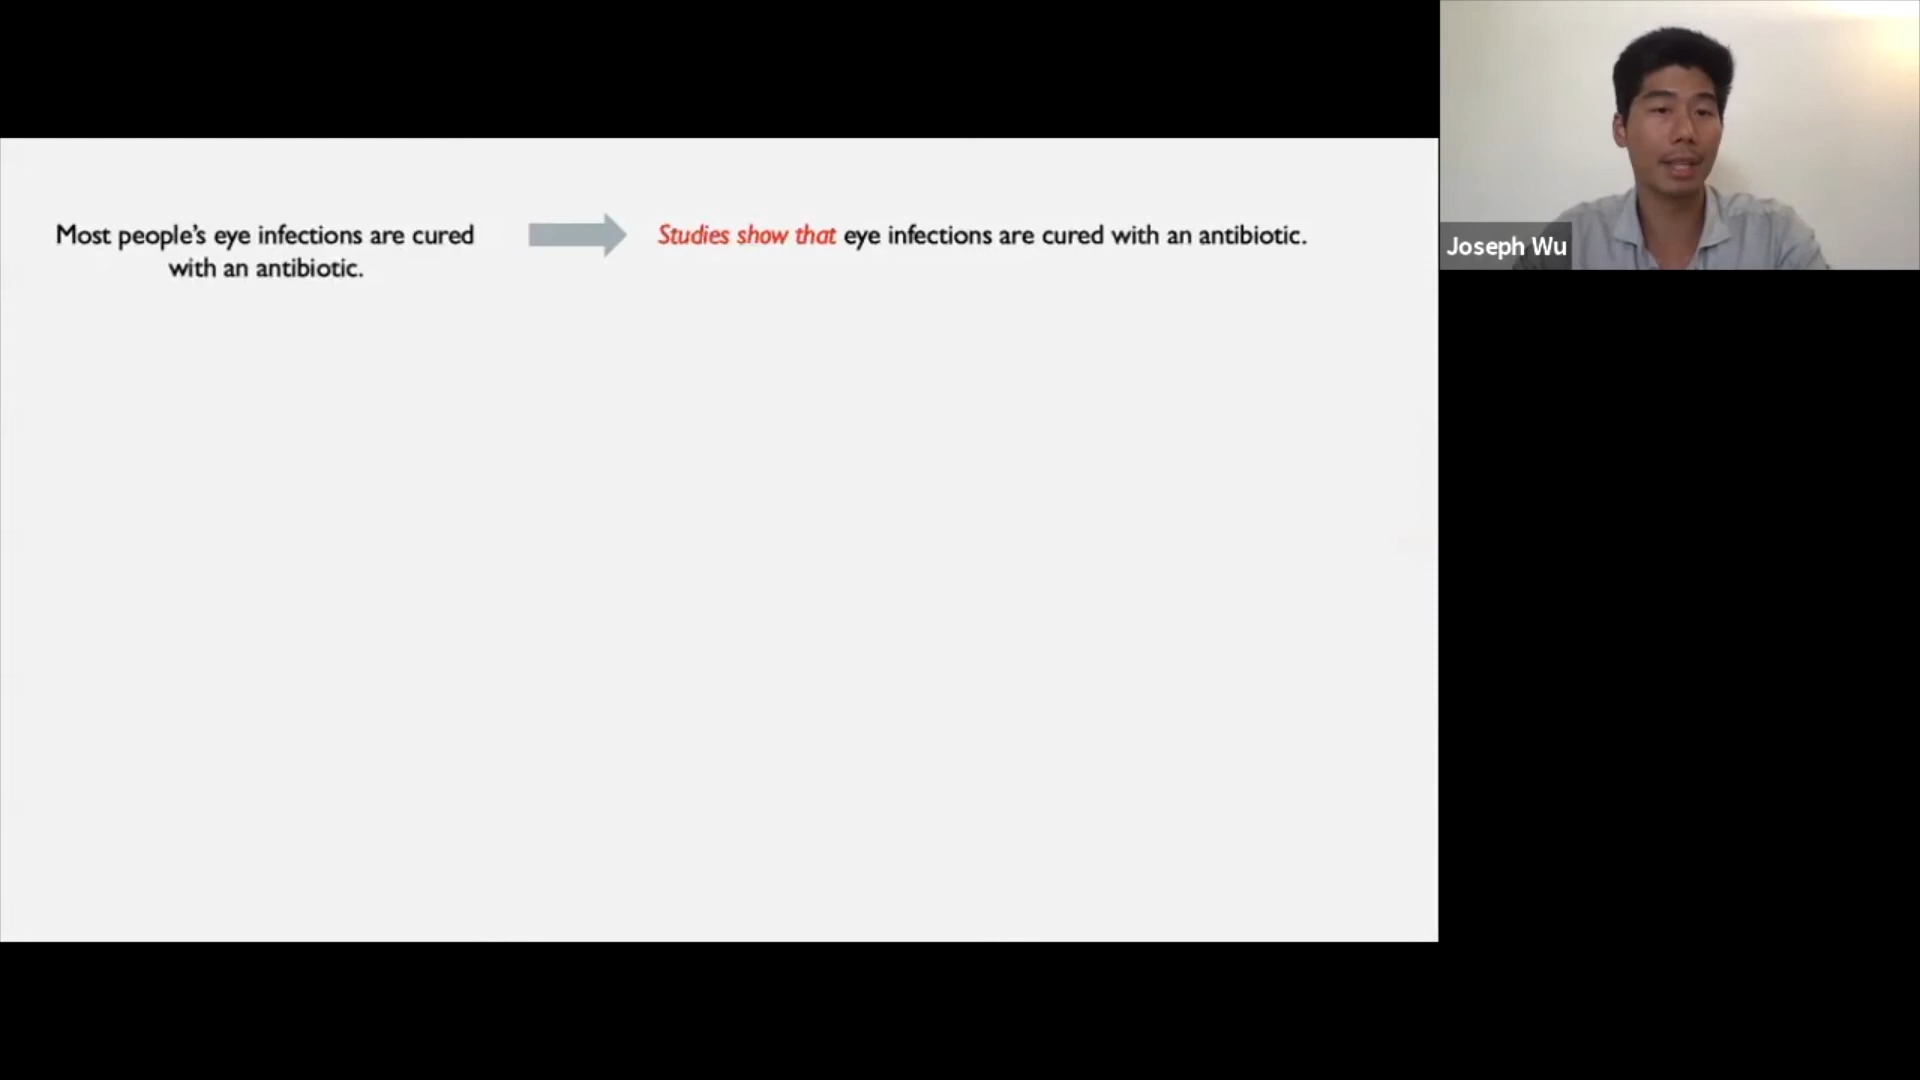 Most people's eye infections are cured
with an antibiotic.
Studies show that eye infections are cured with an antibiotic.
Joseph Wu